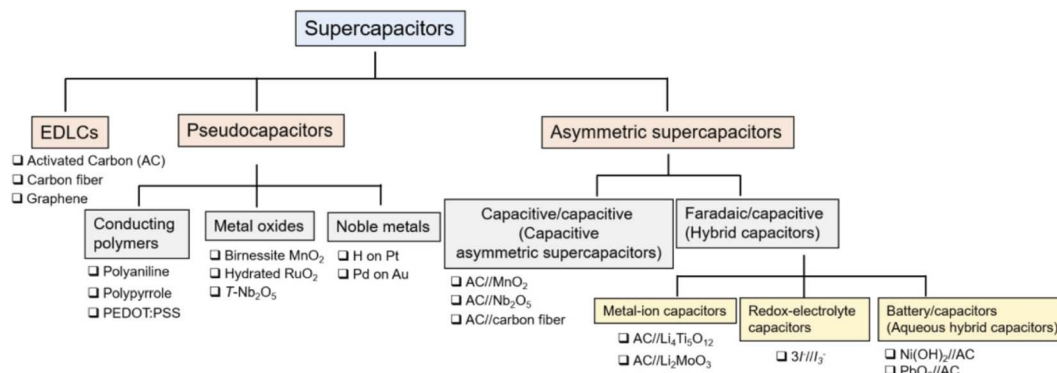 Supercapacitors
EDLCs
❑ Activated Carbon (AC)
❑ Carbon fiber
❑ Graphene
Pseudocapacitors
Conducting
polymers
❑ Polyaniline
❑ Polypyrrole
❑ PEDOT:PSS
Metal oxides
❑ Birnessite MnO₂
❑ Hydrated RuO₂
❑ T-Nb₂O₅
Noble metals
❑ H on Pt
❑ Pd on Au
Asymmetric supercapacitors
Capacitive/capacitive
(Capacitive
asymmetric supercapacitors)
❑ AC//MnO₂
❑ AC//Nb₂O₅
❑ AC//carbon fiber
Faradaic/capacitive
(Hybrid capacitors)
Metal-ion capacitors
❑ AC//Li₄Ti₅O₁₂
❑ AC//Li₂MoO₃
Redox-electrolyte
capacitors
❑ 3I⁻//I₃⁻
Battery/capacitors
(Aqueous hybrid capacitors)
❑ Ni(OH)₂//AC
❑ PbO₂//AC